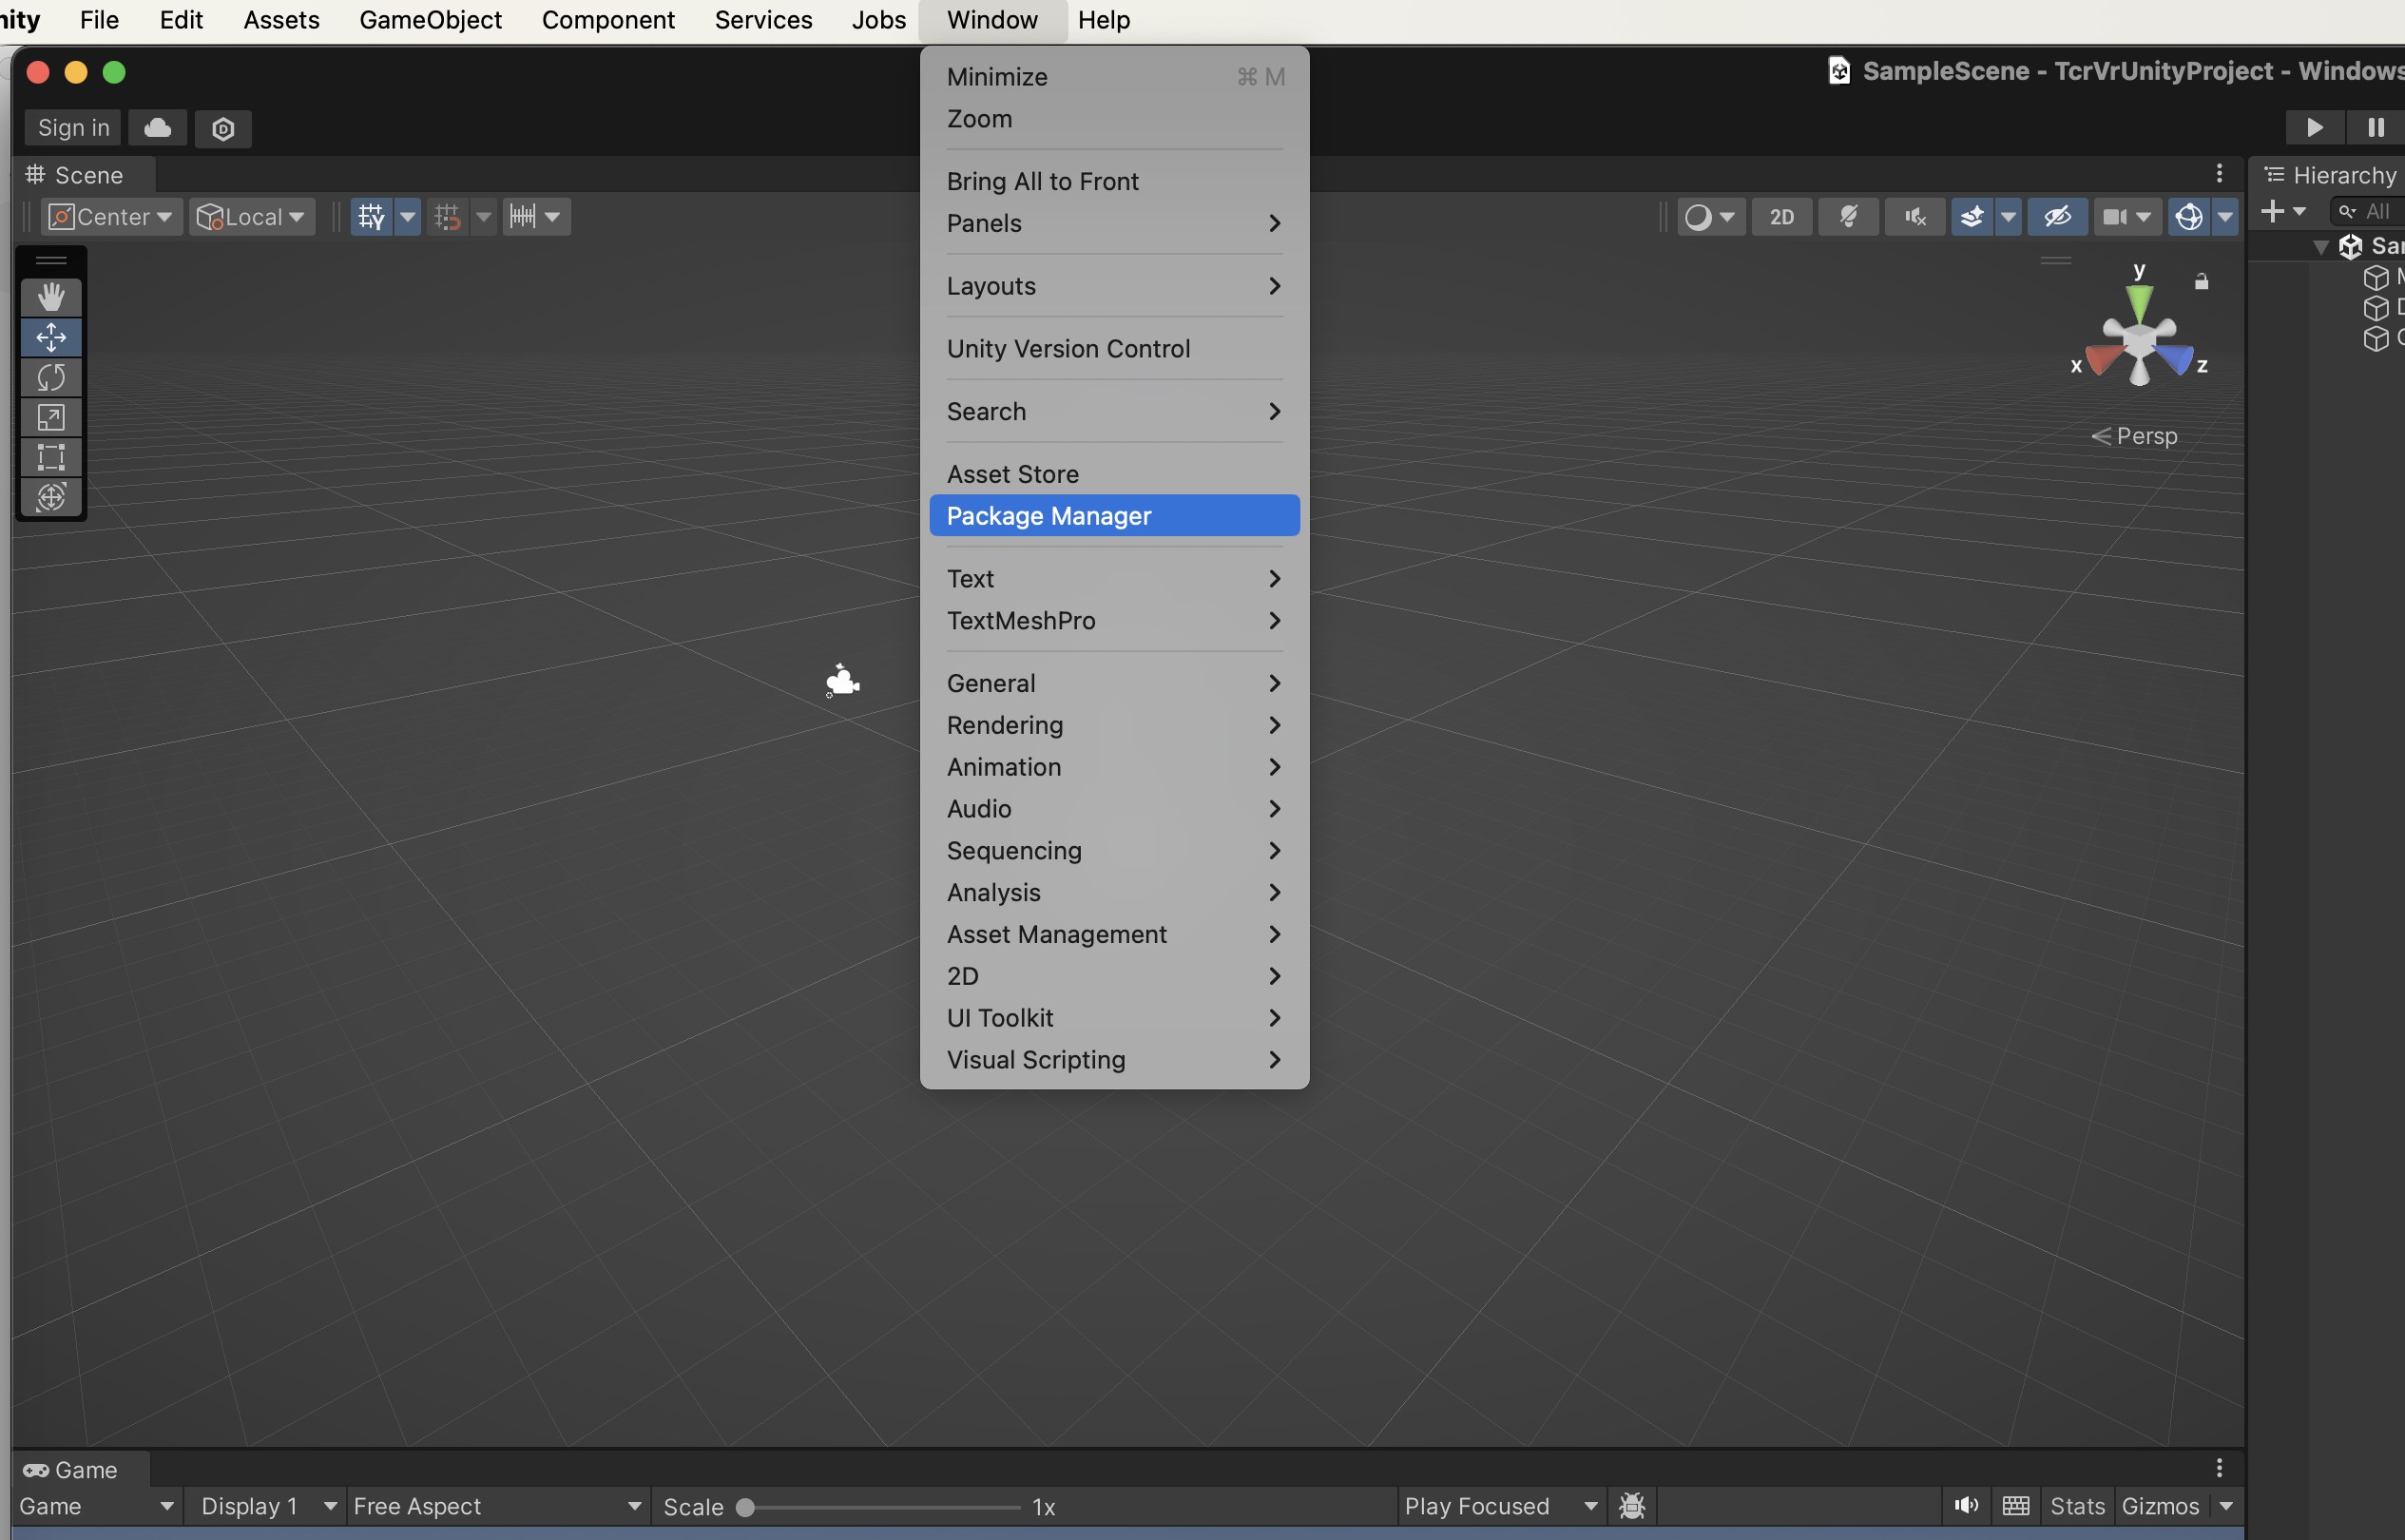 File Edit Assets GameObject Component Services Jobs Window Help
SampleScene - TcrVrUnityProject - Windows
Sign in
Scene
Hierarchy
Center Local
2D
All
Minimize ⌘ M
Zoom
Bring All to Front
Panels
Layouts
Unity Version Control
Search
Asset Store
Package Manager
Text
TextMeshPro
General
Rendering
Animation
Audio
Sequencing
Analysis
Asset Management
2D
UI Toolkit
Visual Scripting
y
x
z
Persp
Game
Game Display 1 Free Aspect Scale 1x Play Focused Stats Gizmos